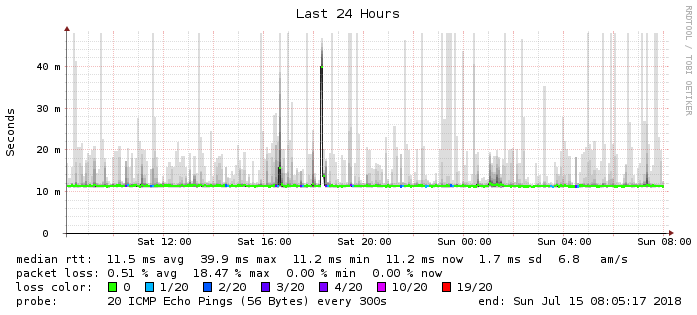 Last 24 Hours
RRDTOOL / TOBI OETIKER
Seconds
40 m
30 m
20 m
10 m
0
Sat 12:00 Sat 16:00 Sat 20:00 Sun 00:00 Sun 04:00 Sun 08:00
median rtt: 11.5 ms avg 39.9 ms max 11.2 ms min 11.2 ms now 1.7 ms sd 6.8 am/s
packet loss: 0.51 % avg 18.47 % max 0.00 % min 0.00 % now
loss color: 0 1/20 2/20 3/20 4/20 10/20 19/20
probe: 20 ICMP Echo Pings (56 Bytes) every 300s end: Sun Jul 15 08:05:17 2018